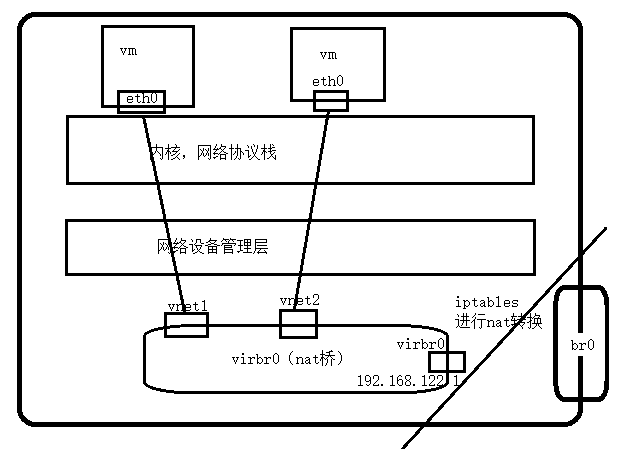 vm
vm
eth0
eth0
内核，网络协议栈
网络设备管理层
vnet1
vnet2
iptables
进行nat转换
virbr0（nat桥）
virbr0
192.168.122.1
br0